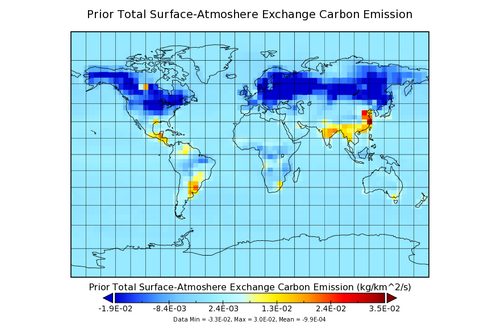 Prior Total Surface-Atmoshere Exchange Carbon Emission
Prior Total Surface-Atmoshere Exchange Carbon Emission (kg/km^2/s)
-1.9E-02 -8.4E-03 2.4E-03 1.3E-02 2.4E-02 3.5E-02
Data Min = -3.3E-02, Max = 3.0E-02, Mean = -9.9E-04